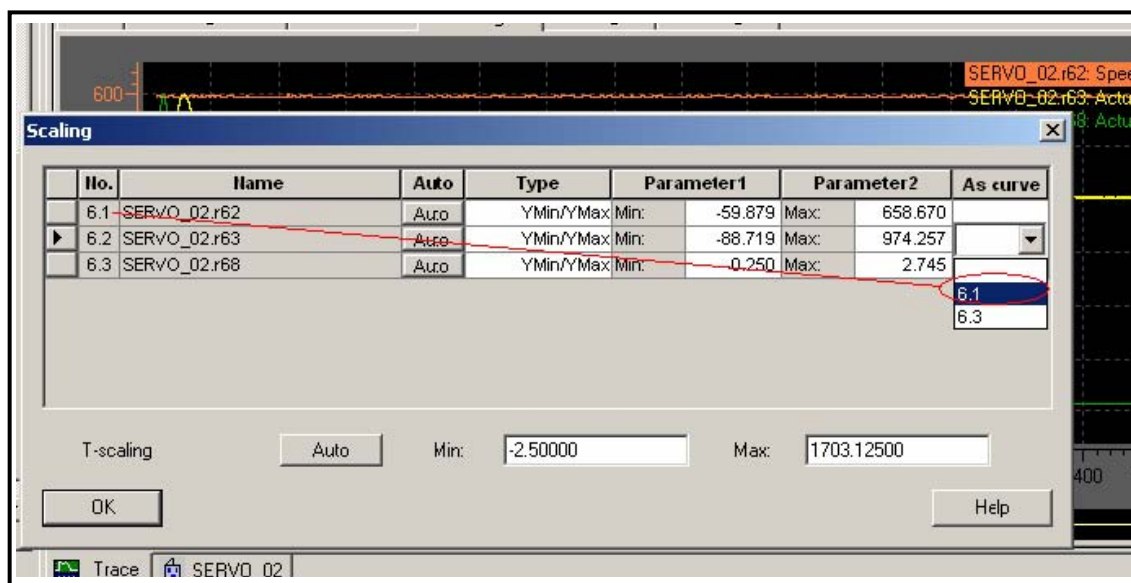 SERVO_02.r62: Spee
600
SERVO_02.r63: Actu
68: Actu
Scaling
No. Name Auto Type Parameter1 Parameter2 As curve
6.1 SERVO_02.r62 Auto YMin/YMax Min: -59.879 Max: 658.670
6.2 SERVO_02.r63 Auto YMin/YMax Min: -88.719 Max: 974.257
6.3 SERVO_02.r68 Auto YMin/YMax Min: -0.250 Max: 2.745
6.1
6.3
T-scaling Auto Min: -2.50000 Max: 1703.12500
400
OK Help
Trace SERVO_02